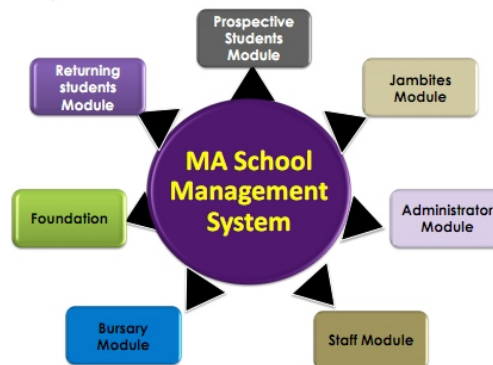 Prospective
Students
Module
Returning
students
Module
Jambites
Module
MA School
Management
System
Foundation
Administrator
Module
Bursary
Module
Staff Module